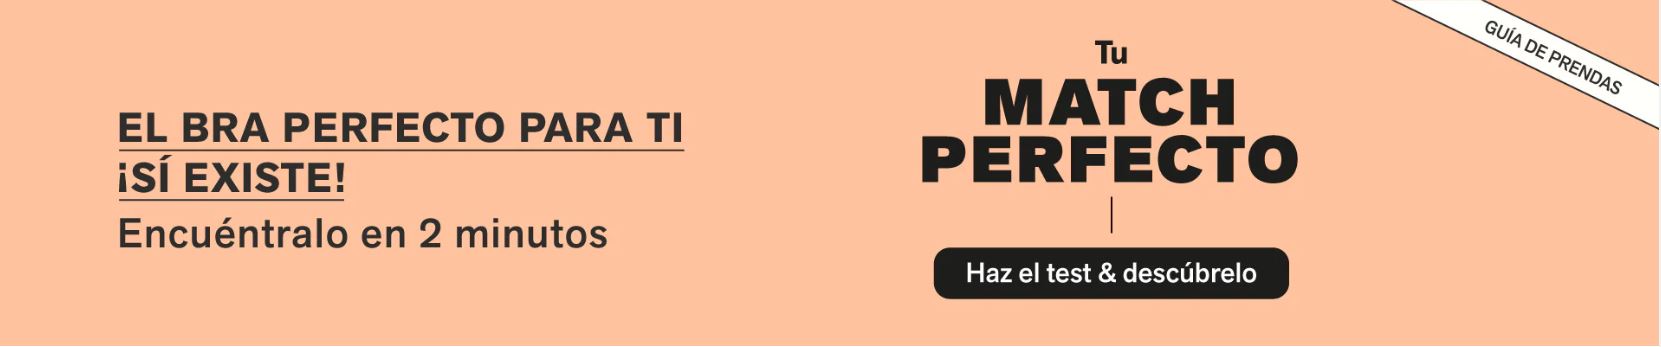 EL BRA PERFECTO PARA TI
¡SÍ EXISTE!
Encuéntralo en 2 minutos
Tu
MATCH
PERFECTO
Haz el test & descúbrelo
GUÍA DE PRENDAS